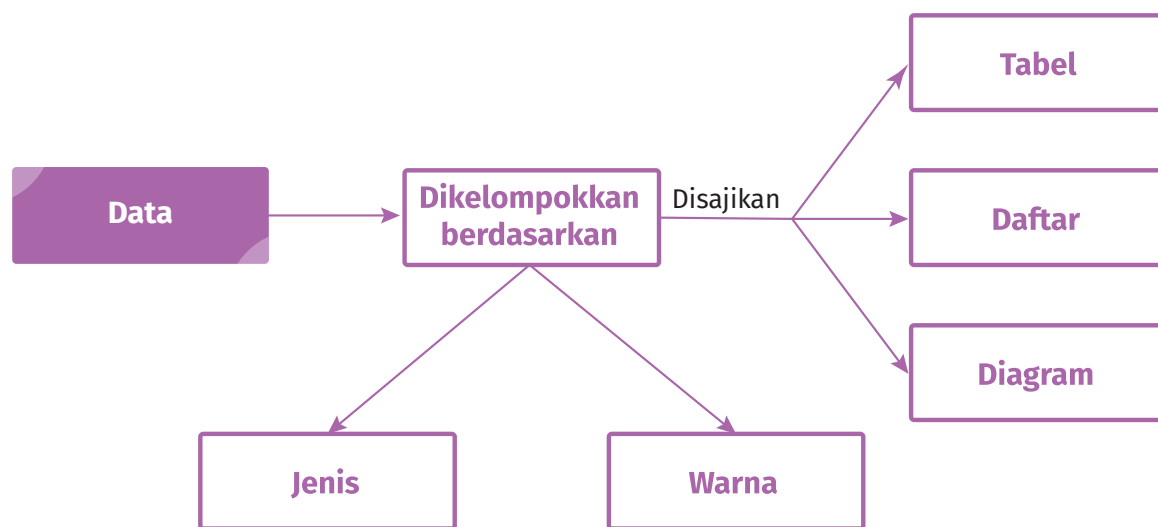 Data
Dikelompokkan
berdasarkan
Disajikan
Tabel
Daftar
Diagram
Jenis
Warna